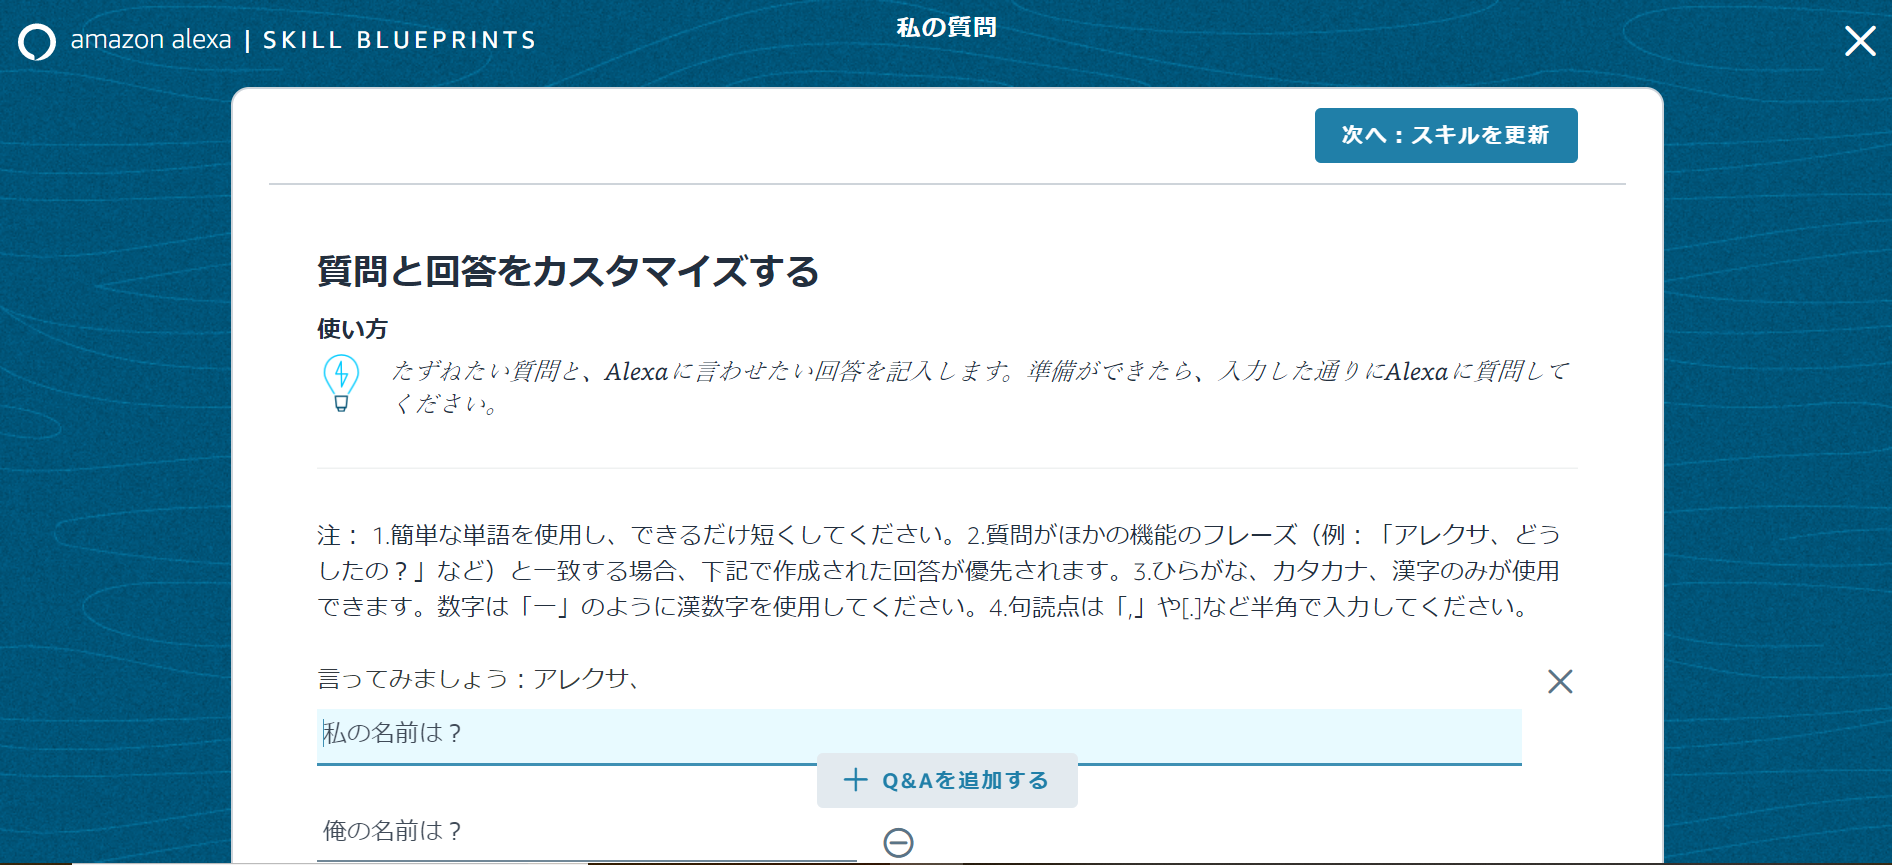 amazon alexa | SKILL BLUEPRINTS
私の質問
次へ：スキルを更新
質問と回答をカスタマイズする
使い方
たずねたい質問と、Alexaに言わせたい回答を記入します。準備ができたら、入力した通りにAlexaに質問して
ください。
注： 1.簡単な単語を使用し、できるだけ短くしてください。2.質問がほかの機能のフレーズ（例：「アレクサ、どう
したの？」など）と一致する場合、下記で作成された回答が優先されます。3.ひらがな、カタカナ、漢字のみが使用
できます。数字は「一」のように漢数字を使用してください。4.句読点は「,」や[.]など半角で入力してください。
言ってみましょう：アレクサ、
私の名前は？
Q&Aを追加する
俺の名前は？